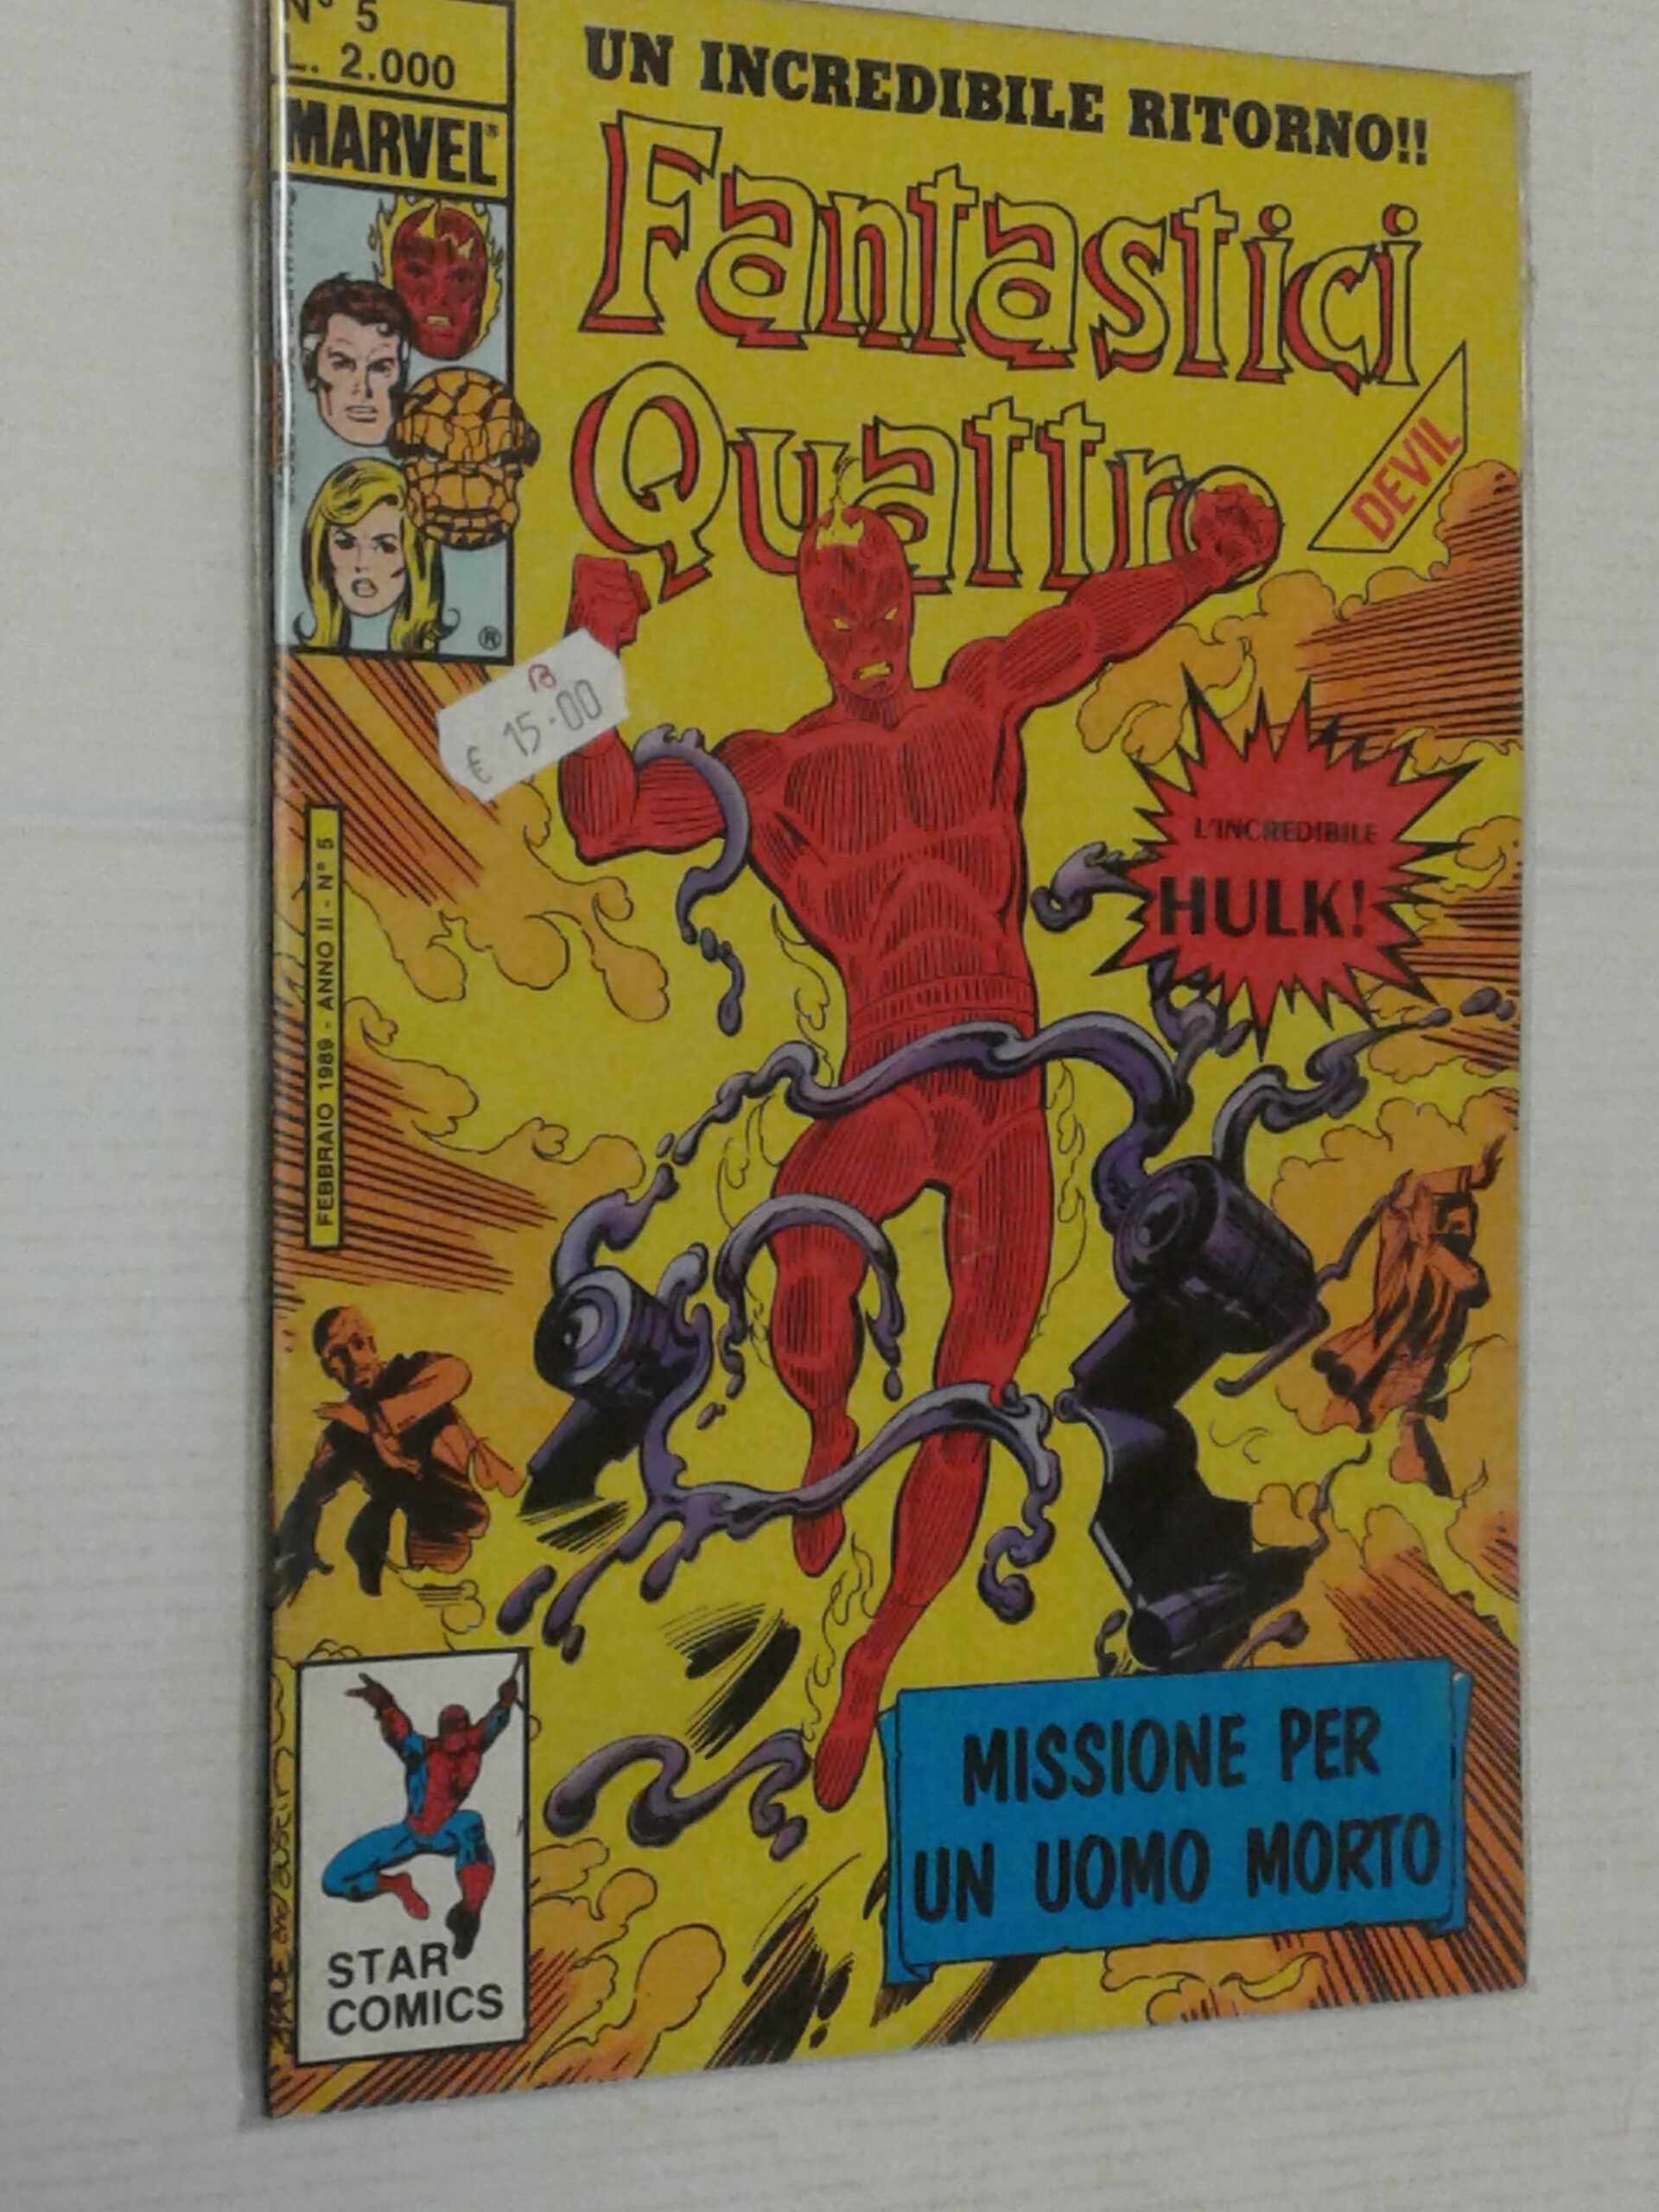 N° 5
L. 2.000
MARVEL®
UN INCREDIBILE RITORNO!!
Fantastici
Quattro
DEVIL
®
B
€ 15.00
L'INCREDIBILE
HULK!
FEBBRAIO 1989 - ANNO II - N° 5
MISSIONE PER
UN UOMO MORTO
STAR
COMICS